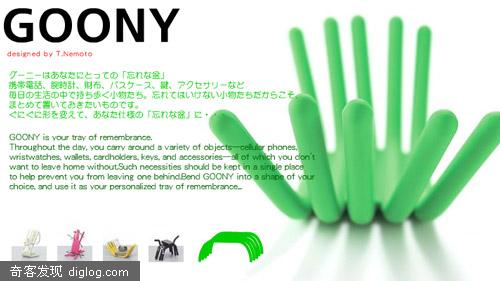 GOONY
designed by T.Nemoto
グーニーはあなたにとっての「忘れな盆」
携帯電話、腕時計、財布、パスケース、鍵、アクセサリーなど
毎日の生活の中で持ち歩く小物たち。忘れてはいけない小物たちだからこそ、
まとめて置いておきたいものです。
ぐにぐに形を変えて、あなた仕様の「忘れな盆」に・・
GOONY is your tray of remembrance.
Throughout the day, you carry around a variety of objects—cellular phones,
wristwatches, wallets, cardholders, keys, and accessories—all of which you don't
want to leave home without.Such necessities should be kept in a single place
to help prevent you from leaving one behind.Bend GOONY into a shape of your
choice, and use it as your personalized tray of remembrance...
奇客发现 diglog.com